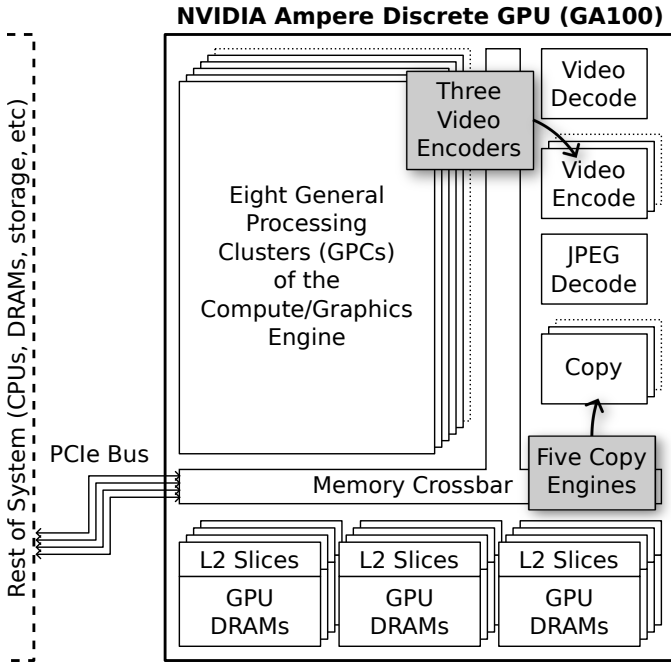 NVIDIA Ampere Discrete GPU (GA100)
Rest of System (CPUs, DRAMs, storage, etc)
PCIe Bus
Eight General
Processing
Clusters (GPCs)
of the
Compute/Graphics
Engine
Three
Video
Encoders
Video
Decode
Video
Encode
JPEG
Decode
Copy
Five Copy
Engines
Memory Crossbar
L2 Slices
GPU
DRAMs
L2 Slices
GPU
DRAMs
L2 Slices
GPU
DRAMs